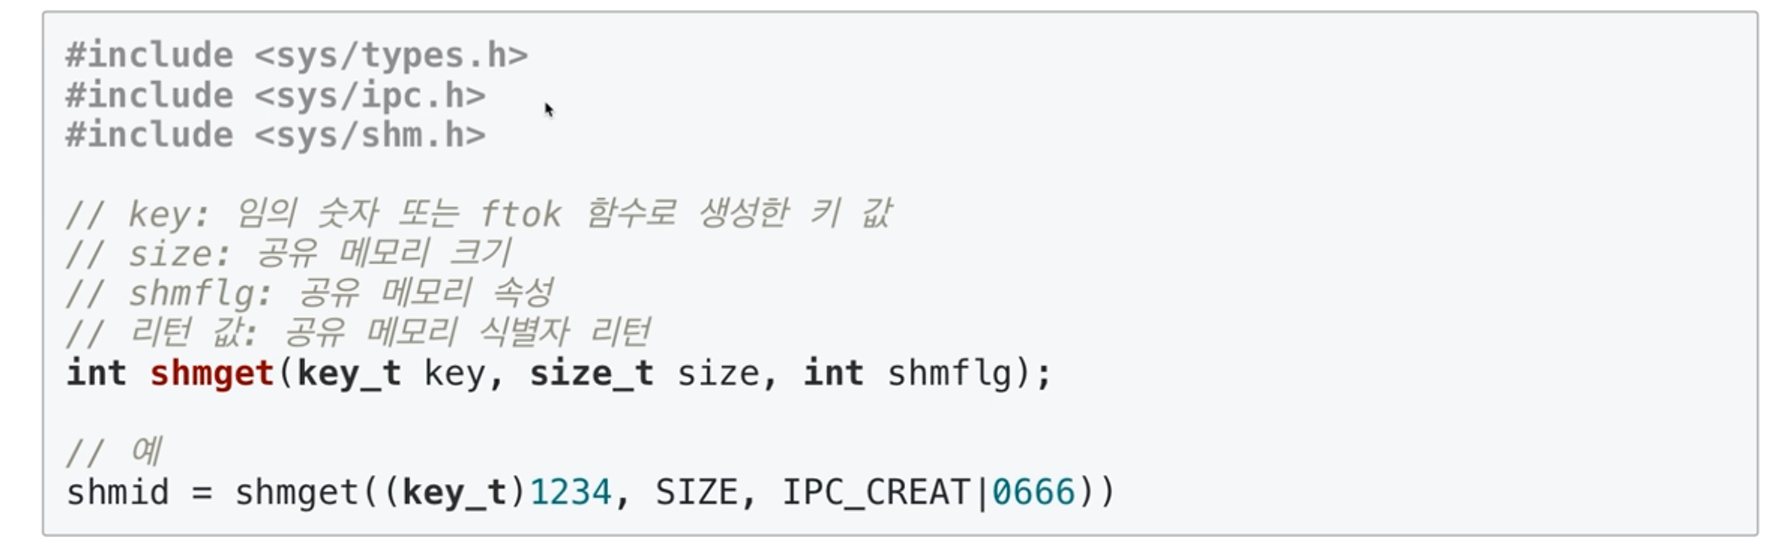 #include <sys/types.h>
#include <sys/ipc.h>
#include <sys/shm.h>
// key: 임의 숫자 또는 ftok 함수로 생성한 키 값
// size: 공유 메모리 크기
// shmflg: 공유 메모리 속성
// 리턴 값: 공유 메모리 식별자 리턴
int shmget(key_t key, size_t size, int shmflg);
// 예
shmid = shmget((key_t)1234, SIZE, IPC_CREAT|0666))